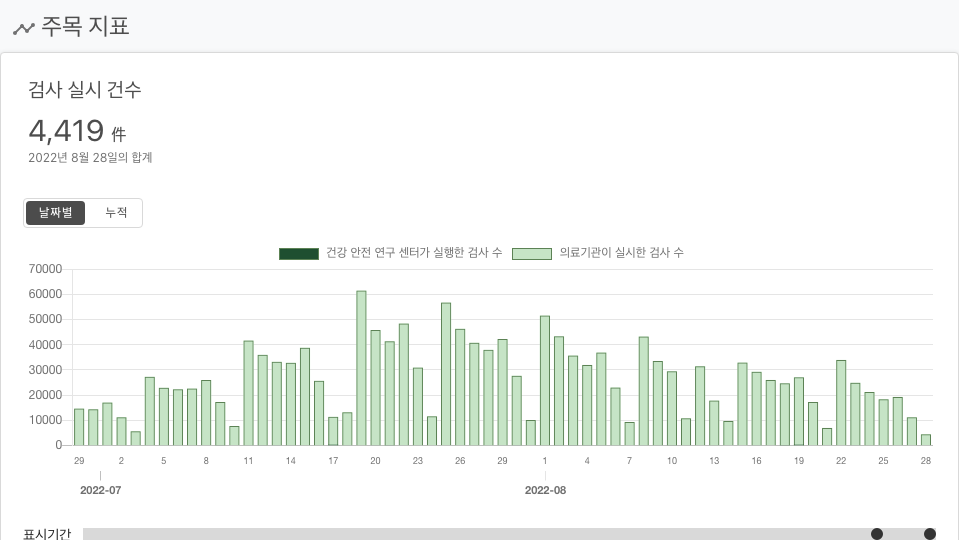 주목 지표
검사 실시 건수
4,419 件
2022년 8월 28일의 합계
날짜별 누적
건강 안전 연구 센터가 실행한 검사 수 의료기관이 실시한 검사 수
70000
60000
50000
40000
30000
20000
10000
0
29 2 5 8 11 14 17 20 23 26 29 1 4 7 10 13 16 19 22 25 28
2022-07 2022-08
표시기간